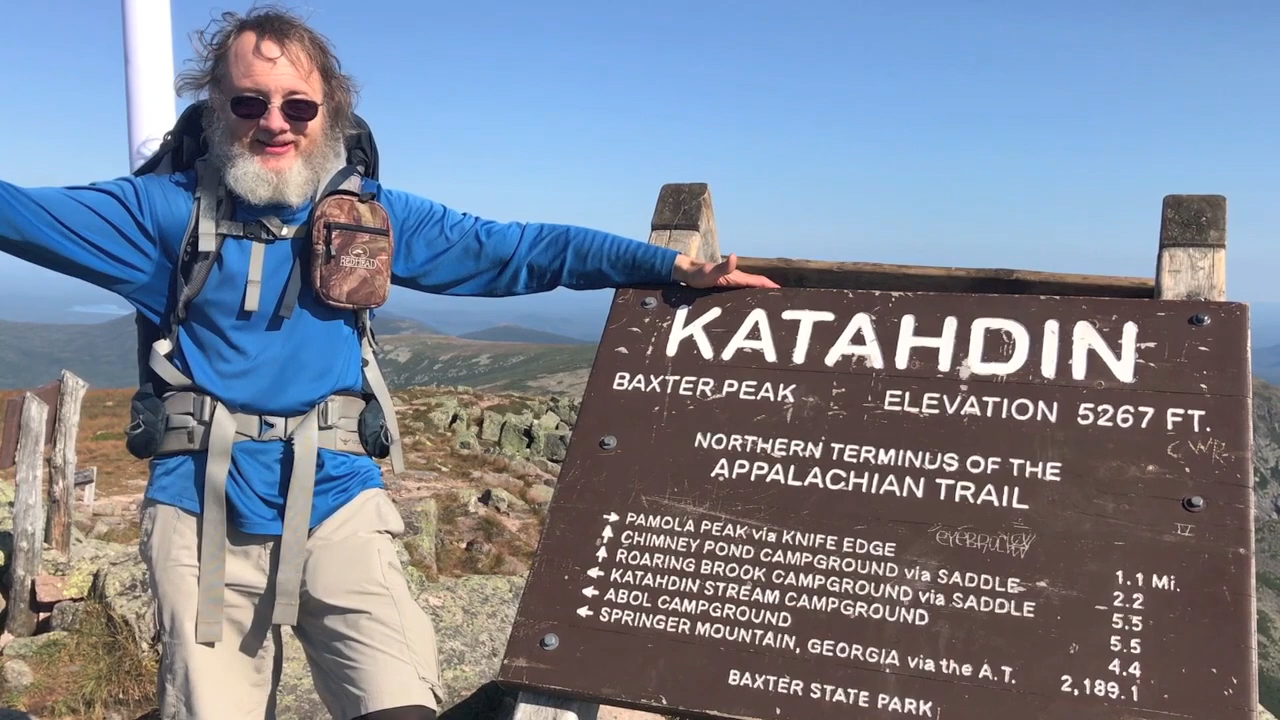 REDHEAD
KATAHDIN
BAXTER PEAK ELEVATION 5267 FT.
CWR
NORTHERN TERMINUS OF THE
APPALACHIAN TRAIL
IV
→ PAMOLA PEAK via KNIFE EDGE 1.1 Mi.
↑ CHIMNEY POND CAMPGROUND via SADDLE 2.2
↑ ROARING BROOK CAMPGROUND via SADDLE 5.5
← KATAHDIN STREAM CAMPGROUND 5.5
← ABOL CAMPGROUND 4.4
← SPRINGER MOUNTAIN, GEORGIA via the A.T. 2,189.1
BAXTER STATE PARK